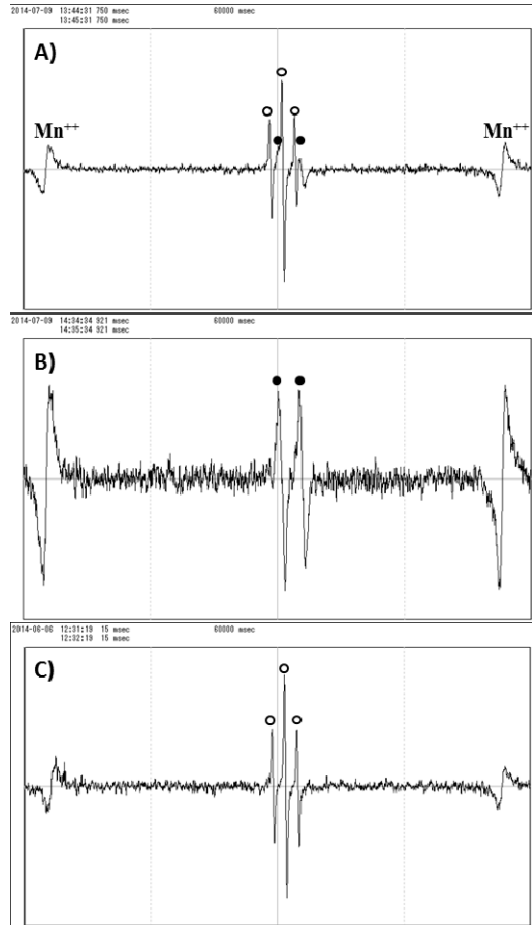 2014-07-09 13:44:31 750 msec 60000 msec
13:45:31 750 msec
A)
Mn++ Mn++
2014-07-09 14:34:34 921 msec 60000 msec
14:35:34 921 msec
B)
2014-06-06 12:31:19 15 msec 60000 msec
12:32:19 15 msec
C)